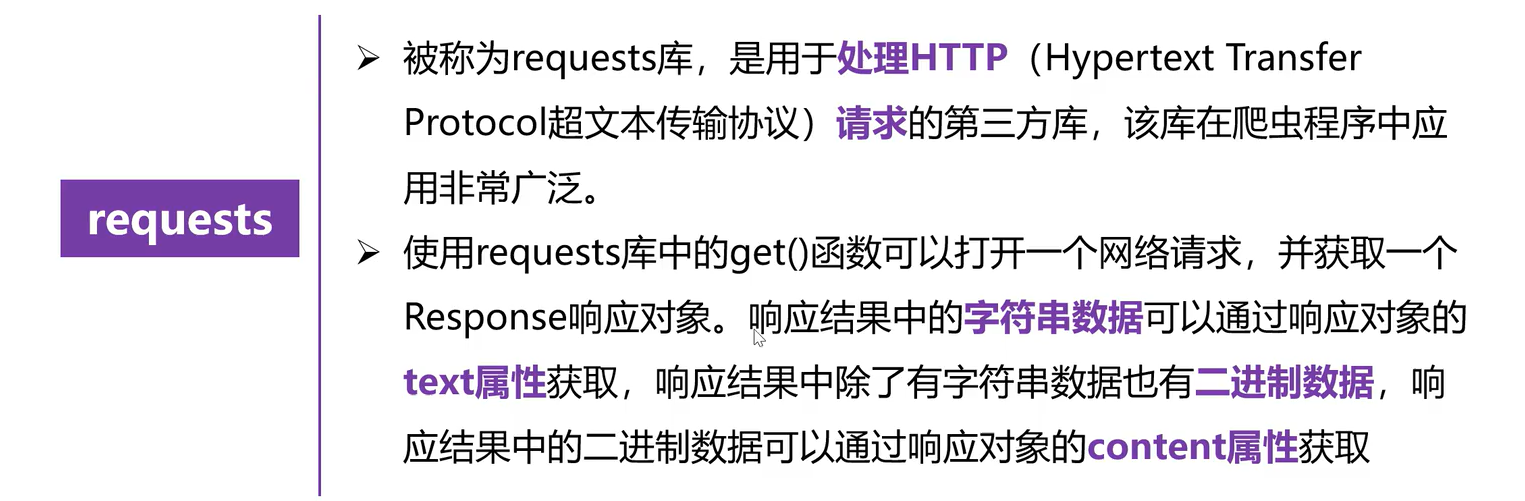 requests
➢ 被称为requests库，是用于处理HTTP（Hypertext Transfer
Protocol超文本传输协议）请求的第三方库，该库在爬虫程序中应
用非常广泛。
➢ 使用requests库中的get()函数可以打开一个网络请求，并获取一个
Response响应对象。响应结果中的字符串数据可以通过响应对象的
text属性获取，响应结果中除了有字符串数据也有二进制数据，响
应结果中的二进制数据可以通过响应对象的content属性获取